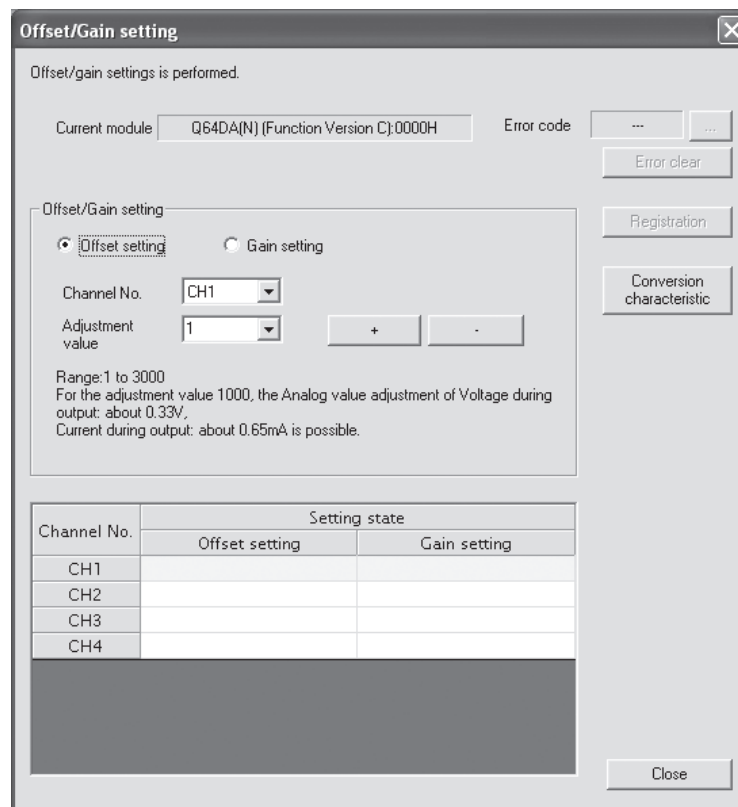 Offset/Gain setting
Offset/gain settings is performed.
Current module Q64DA(N) (Function Version C):0000H Error code --- ...
Error clear
Offset/Gain setting
Registration
Offset setting Gain setting
Conversion
characteristic
Channel No. CH1
Adjustment
value 1 + -
Range:1 to 3000
For the adjustment value 1000, the Analog value adjustment of Voltage during
output: about 0.33V,
Current during output: about 0.65mA is possible.
Channel No. Setting state
Offset setting Gain setting
CH1
CH2
CH3
CH4
Close